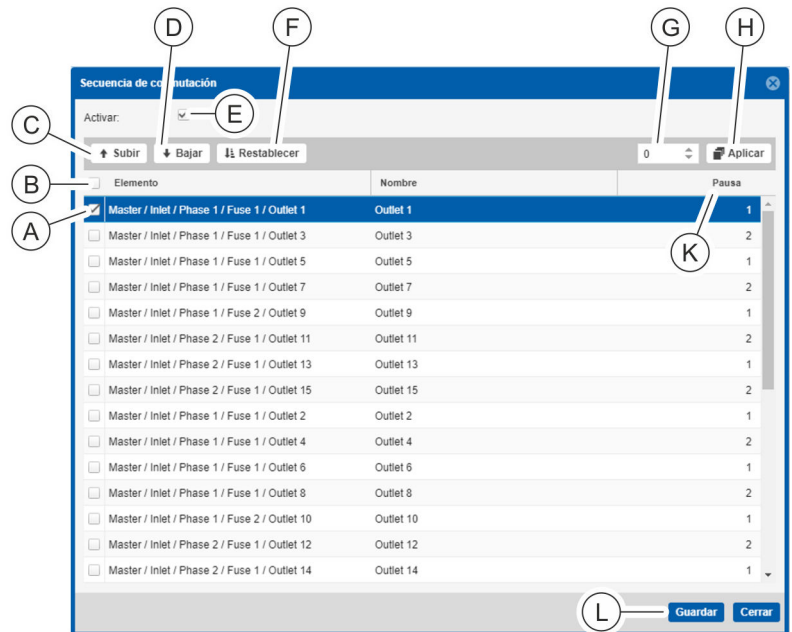 D F G H
Secuencia de conmutación
Activar: E
C Subir Bajar Restablecer 0 Aplicar
B Elemento Nombre Pausa
A Master / Inlet / Phase 1 / Fuse 1 / Outlet 1 Outlet 1 1
Master / Inlet / Phase 1 / Fuse 1 / Outlet 3 Outlet 3 2
K
Master / Inlet / Phase 1 / Fuse 1 / Outlet 5 Outlet 5 1
Master / Inlet / Phase 1 / Fuse 1 / Outlet 7 Outlet 7 2
Master / Inlet / Phase 1 / Fuse 2 / Outlet 9 Outlet 9 1
Master / Inlet / Phase 2 / Fuse 1 / Outlet 11 Outlet 11 2
Master / Inlet / Phase 2 / Fuse 1 / Outlet 13 Outlet 13 1
Master / Inlet / Phase 2 / Fuse 1 / Outlet 15 Outlet 15 2
Master / Inlet / Phase 1 / Fuse 1 / Outlet 2 Outlet 2 1
Master / Inlet / Phase 1 / Fuse 1 / Outlet 4 Outlet 4 2
Master / Inlet / Phase 1 / Fuse 1 / Outlet 6 Outlet 6 1
Master / Inlet / Phase 1 / Fuse 1 / Outlet 8 Outlet 8 2
Master / Inlet / Phase 1 / Fuse 2 / Outlet 10 Outlet 10 1
Master / Inlet / Phase 2 / Fuse 1 / Outlet 12 Outlet 12 2
Master / Inlet / Phase 2 / Fuse 1 / Outlet 14 Outlet 14 1
L Guardar Cerrar